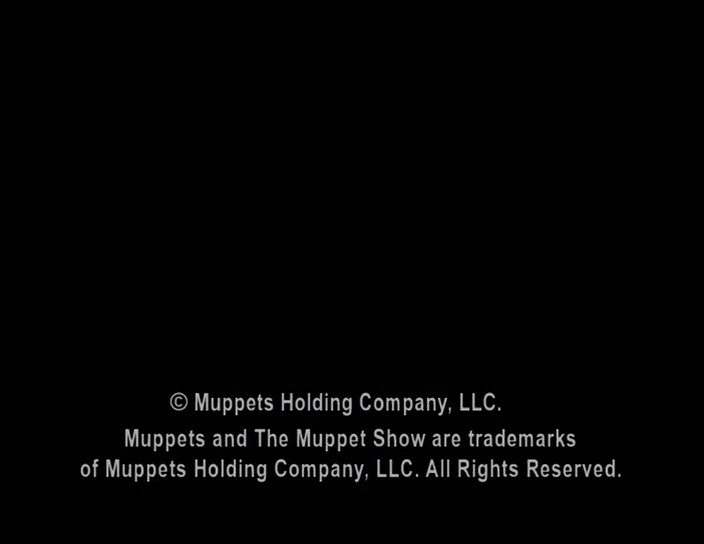 © Muppets Holding Company, LLC.
Muppets and The Muppet Show are trademarks
of Muppets Holding Company, LLC. All Rights Reserved.